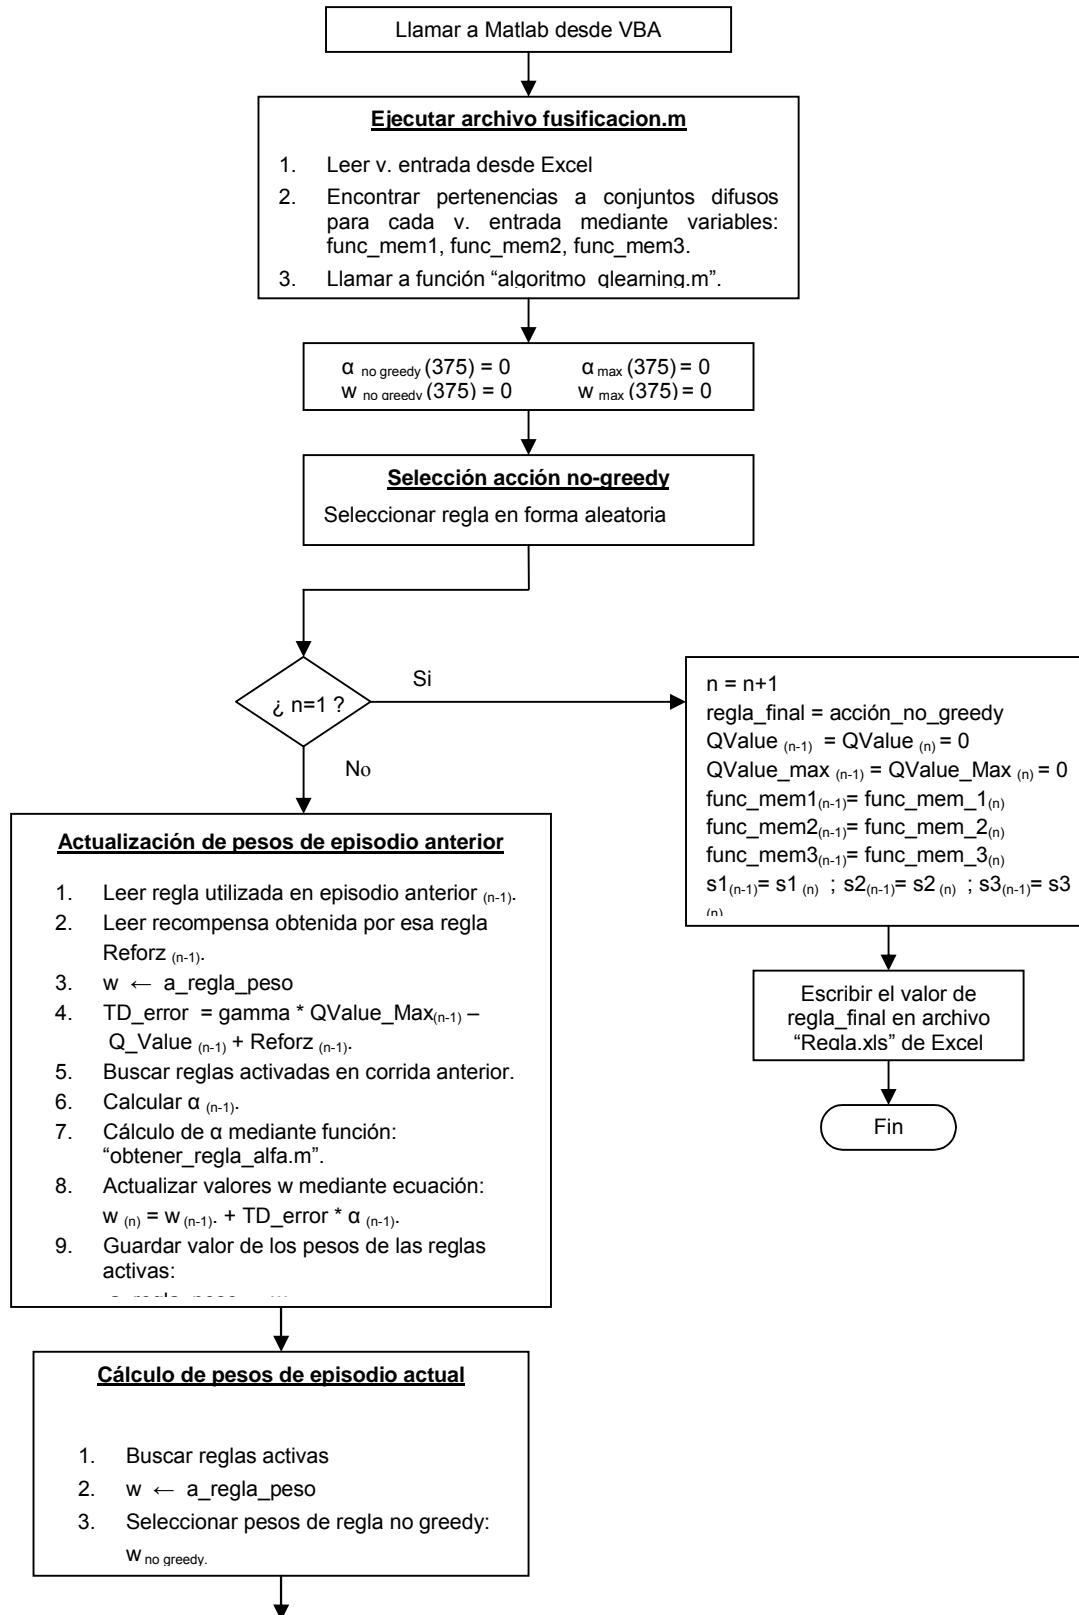 Llamar a Matlab desde VBA
Ejecutar archivo fusificacion.m
1. Leer v. entrada desde Excel
2. Encontrar pertenencias a conjuntos difusos
para cada v. entrada mediante variables:
func_mem1, func_mem2, func_mem3.
3. Llamar a función “algoritmo_qlearning.m”.
α no greedy (375) = 0 α max (375) = 0
w no greedy (375) = 0 w max (375) = 0
Selección acción no-greedy
Seleccionar regla en forma aleatoria
¿ n=1 ?
Si
No
n = n+1
regla_final = acción_no_greedy
QValue (n-1) = QValue (n) = 0
QValue_max (n-1) = QValue_Max (n) = 0
func_mem1(n-1)= func_mem_1(n)
func_mem2(n-1)= func_mem_2(n)
func_mem3(n-1)= func_mem_3(n)
s1(n-1)= s1 (n) ; s2(n-1)= s2 (n) ; s3(n-1)= s3
(n)
Escribir el valor de
regla_final en archivo
“Regla.xls” de Excel
Fin
Actualización de pesos de episodio anterior
1. Leer regla utilizada en episodio anterior (n-1).
2. Leer recompensa obtenida por esa regla
Reforz (n-1).
3. w ← a_regla_peso
4. TD_error = gamma * QValue_Max(n-1) –
Q_Value (n-1) + Reforz (n-1).
5. Buscar reglas activadas en corrida anterior.
6. Calcular α (n-1).
7. Cálculo de α mediante función:
“obtener_regla_alfa.m”.
8. Actualizar valores w mediante ecuación:
w (n) = w (n-1). + TD_error * α (n-1).
9. Guardar valor de los pesos de las reglas
activas:
Cálculo de pesos de episodio actual
1. Buscar reglas activas
2. w ← a_regla_peso
3. Seleccionar pesos de regla no greedy:
w no greedy.